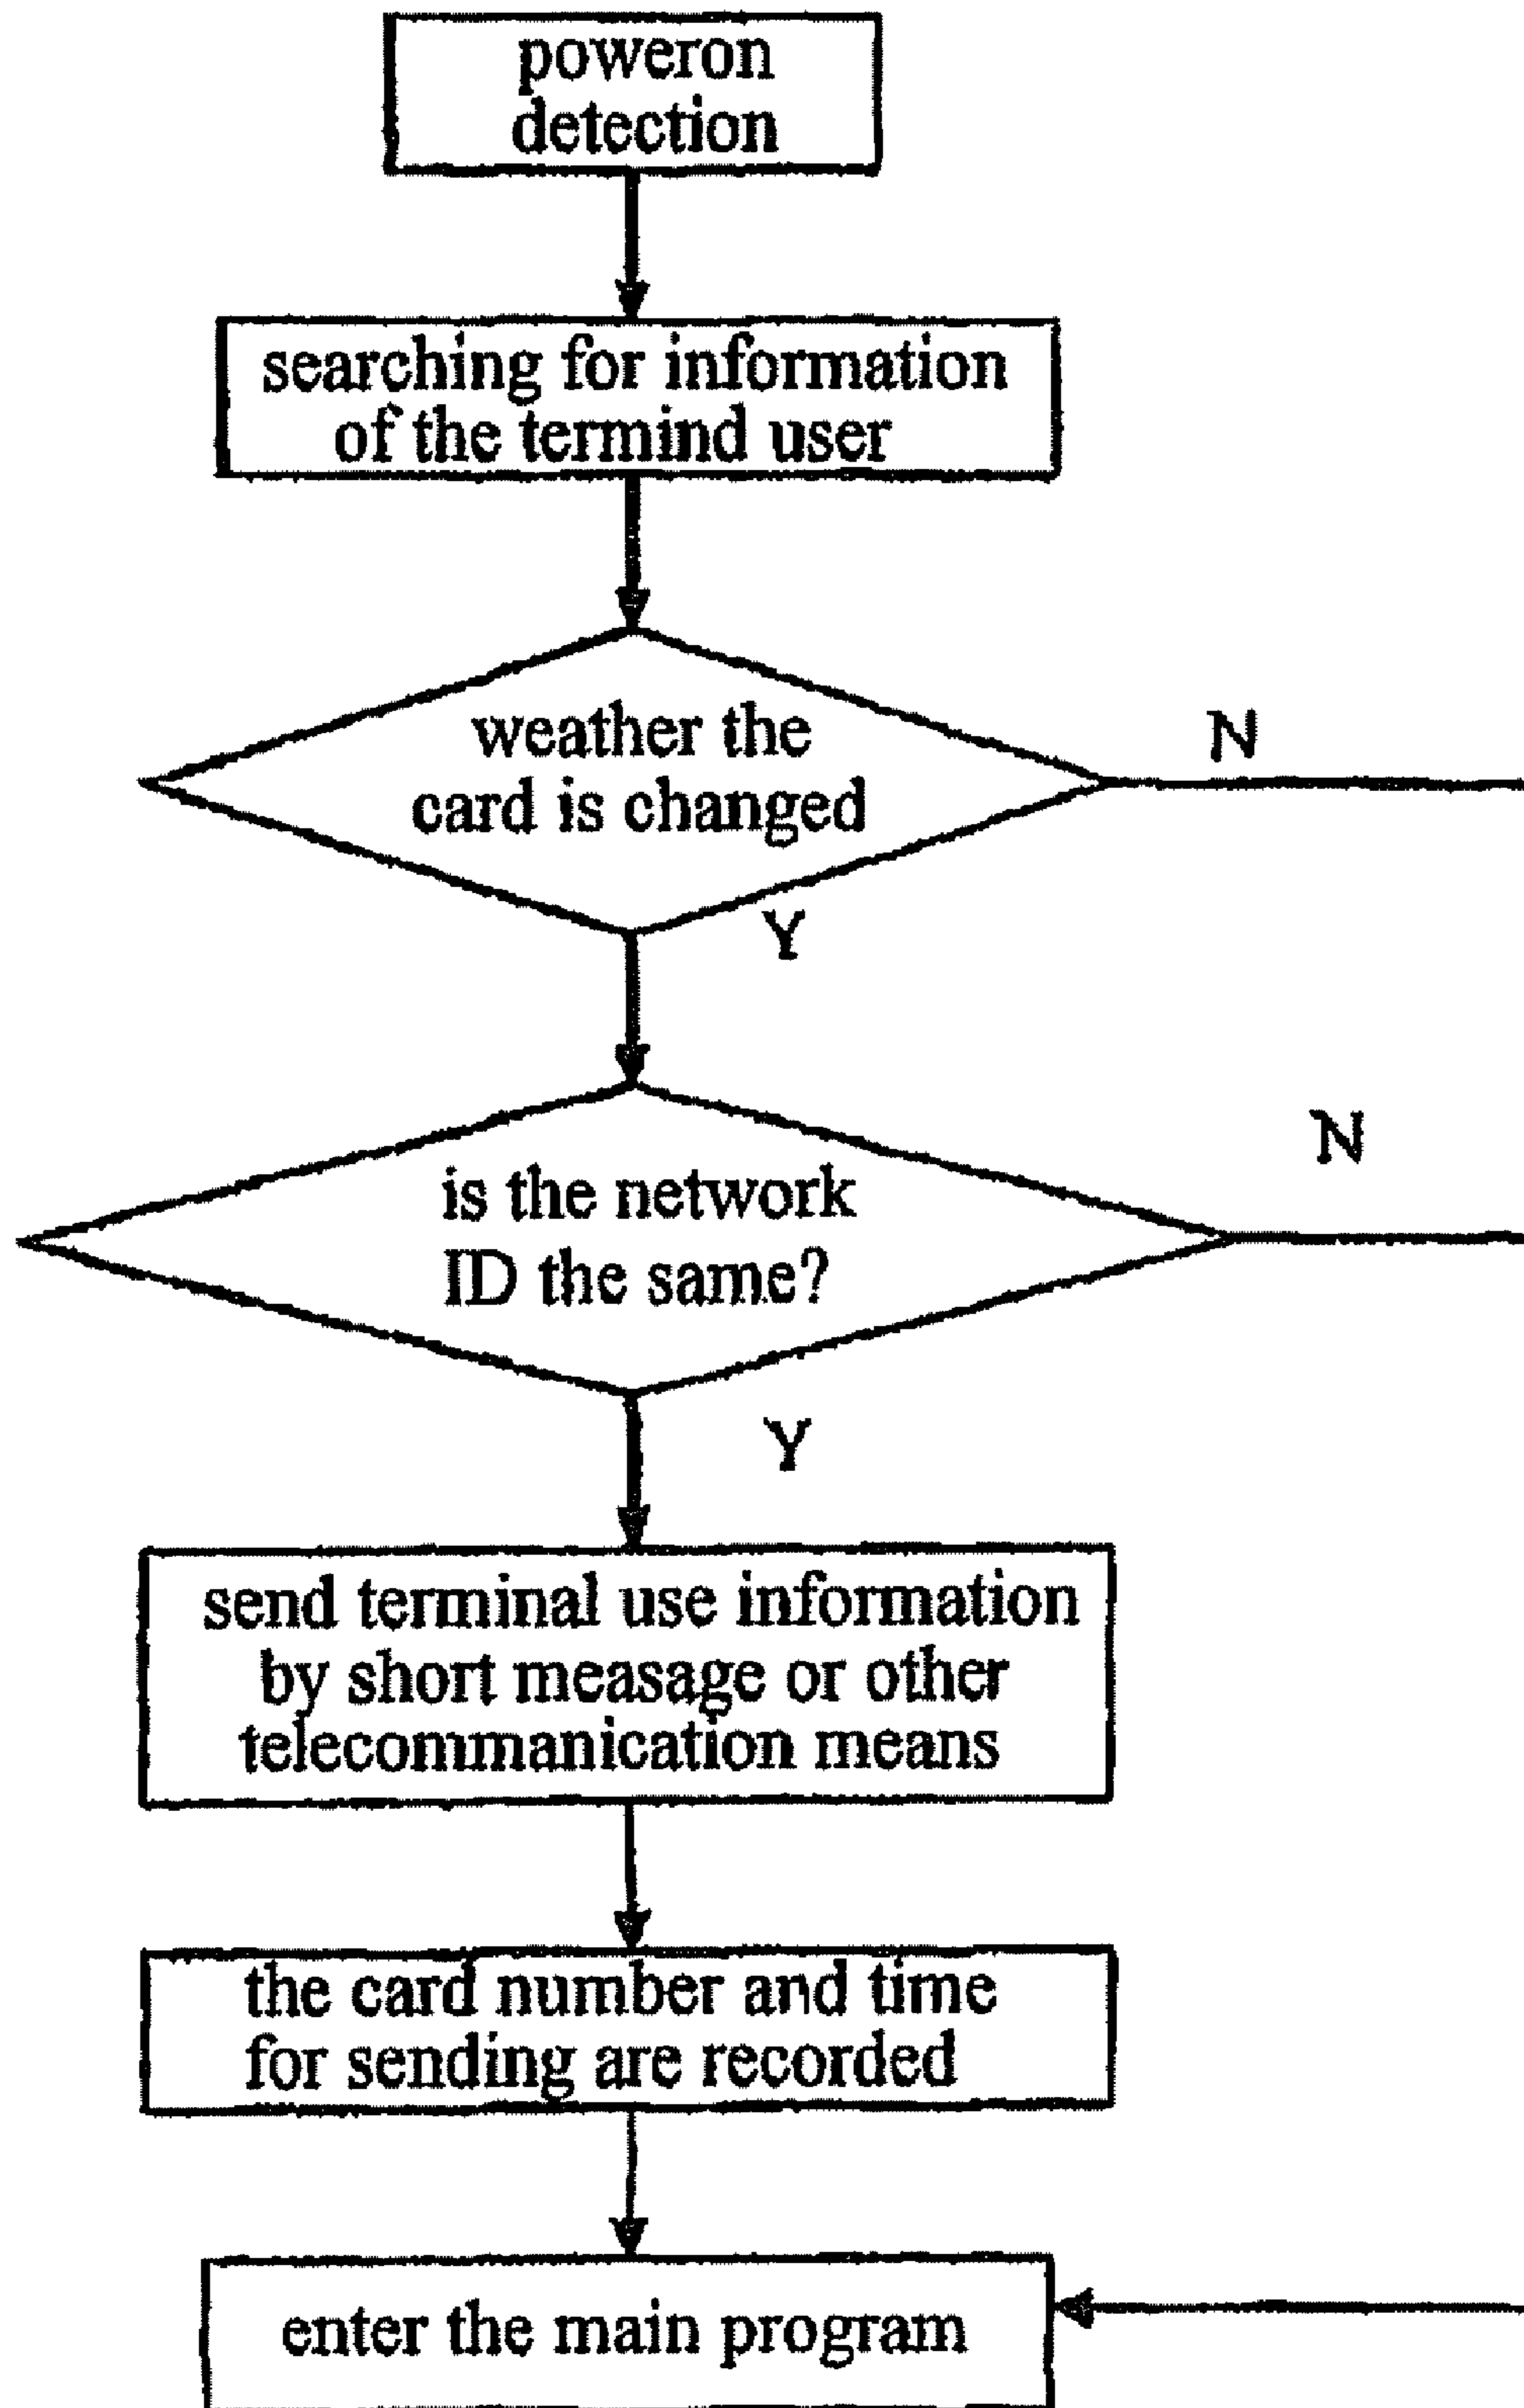 poweron
detection
searching for information
of the termind user
weather the
card is changed
N
Y
is the network
ID the same?
N
Y
send terminal use information
by short measage or other
telecommanication means
the card number and time
for sending are recorded
enter the main program